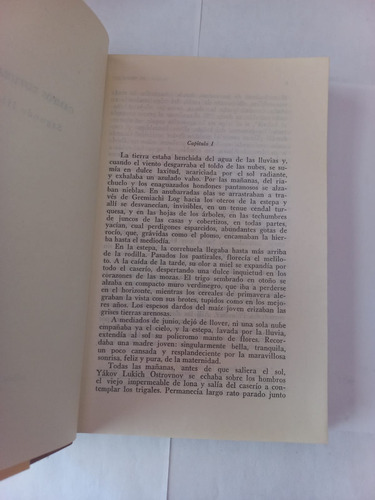 Capítulo I
La tierra estaba henchida del agua de las lluvias y,
cuando el viento desgarraba el toldo de las nubes, se
sumía en dulce laxitud, acariciada por el sol radiante,
y exhalaba un azulado vaho. Por las mañanas, del ria-
chuelo y los enaguazados hondones pantanosos se alza-
ban nieblas. En anubarradas olas se arrastraban a tra-
vés de Gremiachi Log hacia los oteros de la estepa y
allí se desvanecían, invisibles, en un tenue cendal tur-
quesa, y en las hojas de los árboles, en las techumbres
de juncos de las casas y cobertizos, en todas partes,
yacían, cual perdigones esparcidos, abundantes gotas de
rocío, que, grávidas como el plomo, encanutaban la hier-
ba hasta el mediodía.
En la estepa, la correhuela llegaba hasta más arriba
de la rodilla. Pasados los pastizales, florecía el melilo-
to. A la caída de la tarde, su olor a miel se expandía por
todo el caserío, despertando una dulce inquietud en los
corazones de las mozas. El trigo sembrado en otoño se
alzaba en compacto muro verdinegro, que iba a perderse
en el horizonte, mientras los cereales de primavera ale-
graban la vista con sus brotes, tupidos como en los mejo-
res años. Los espesos dardos del maíz joven erizaban las
grises tierras arenosas.
A mediados de junio, dejó de llover, ni una sola nube
empañaba ya el cielo, y la estepa, lavada por la lluvia,
extendía al sol su polícromo manto de flores. Recor-
daba una madre joven: singularmente bella, tranquila,
un poco cansada y resplandeciente por la maravillosa
sonrisa, feliz y pura, de la maternidad.
Todas las mañanas, antes de que saliera el sol,
Yákov Lukich Ostrovnov se echaba sobre los hombros
el viejo impermeable de lona y salía del caserío a con-
templar los trigales. Permanecía largo rato parado junto